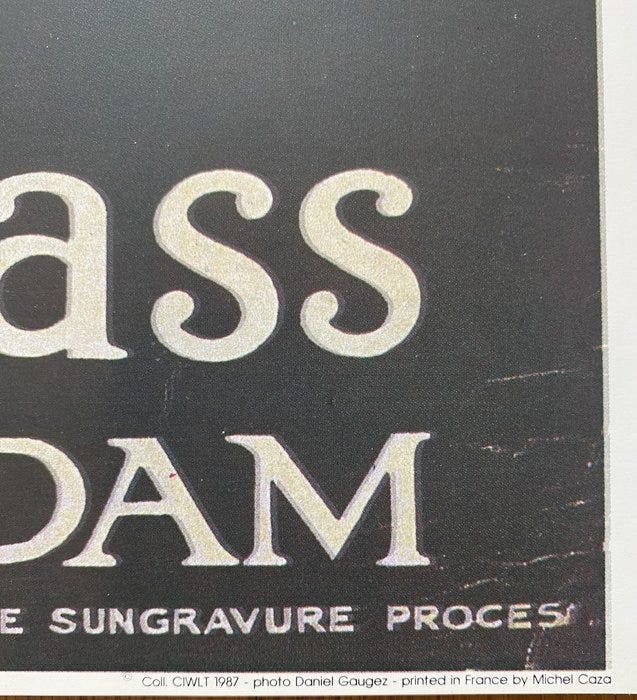 ass
DAM
E SUNGRAVURE PROCES
© Coll. CIWLT 1987 - photo Daniel Gaugez - printed in France by Michel Caza